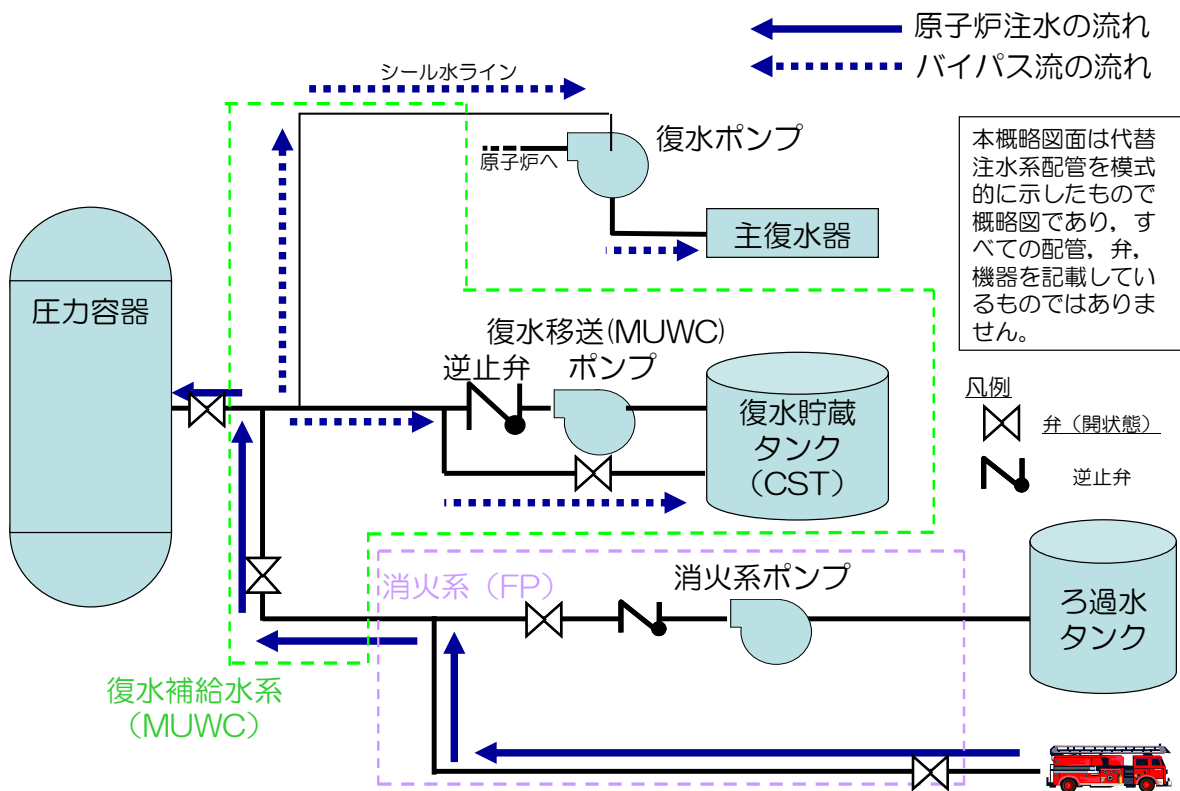 原子炉注水の流れ
バイパス流の流れ
シール水ライン
復水ポンプ
原子炉へ
主復水器
本概略図面は代替
注水系配管を模式
的に示したもので
概略図であり，す
べての配管，弁，
機器を記載してい
るものではありま
せん。
圧力容器
復水移送(MUWC)
ポンプ
逆止弁
復水貯蔵
タンク
（CST）
凡例
弁（開状態）
逆止弁
消火系（FP）
消火系ポンプ
ろ過水
タンク
復水補給水系
（MUWC）